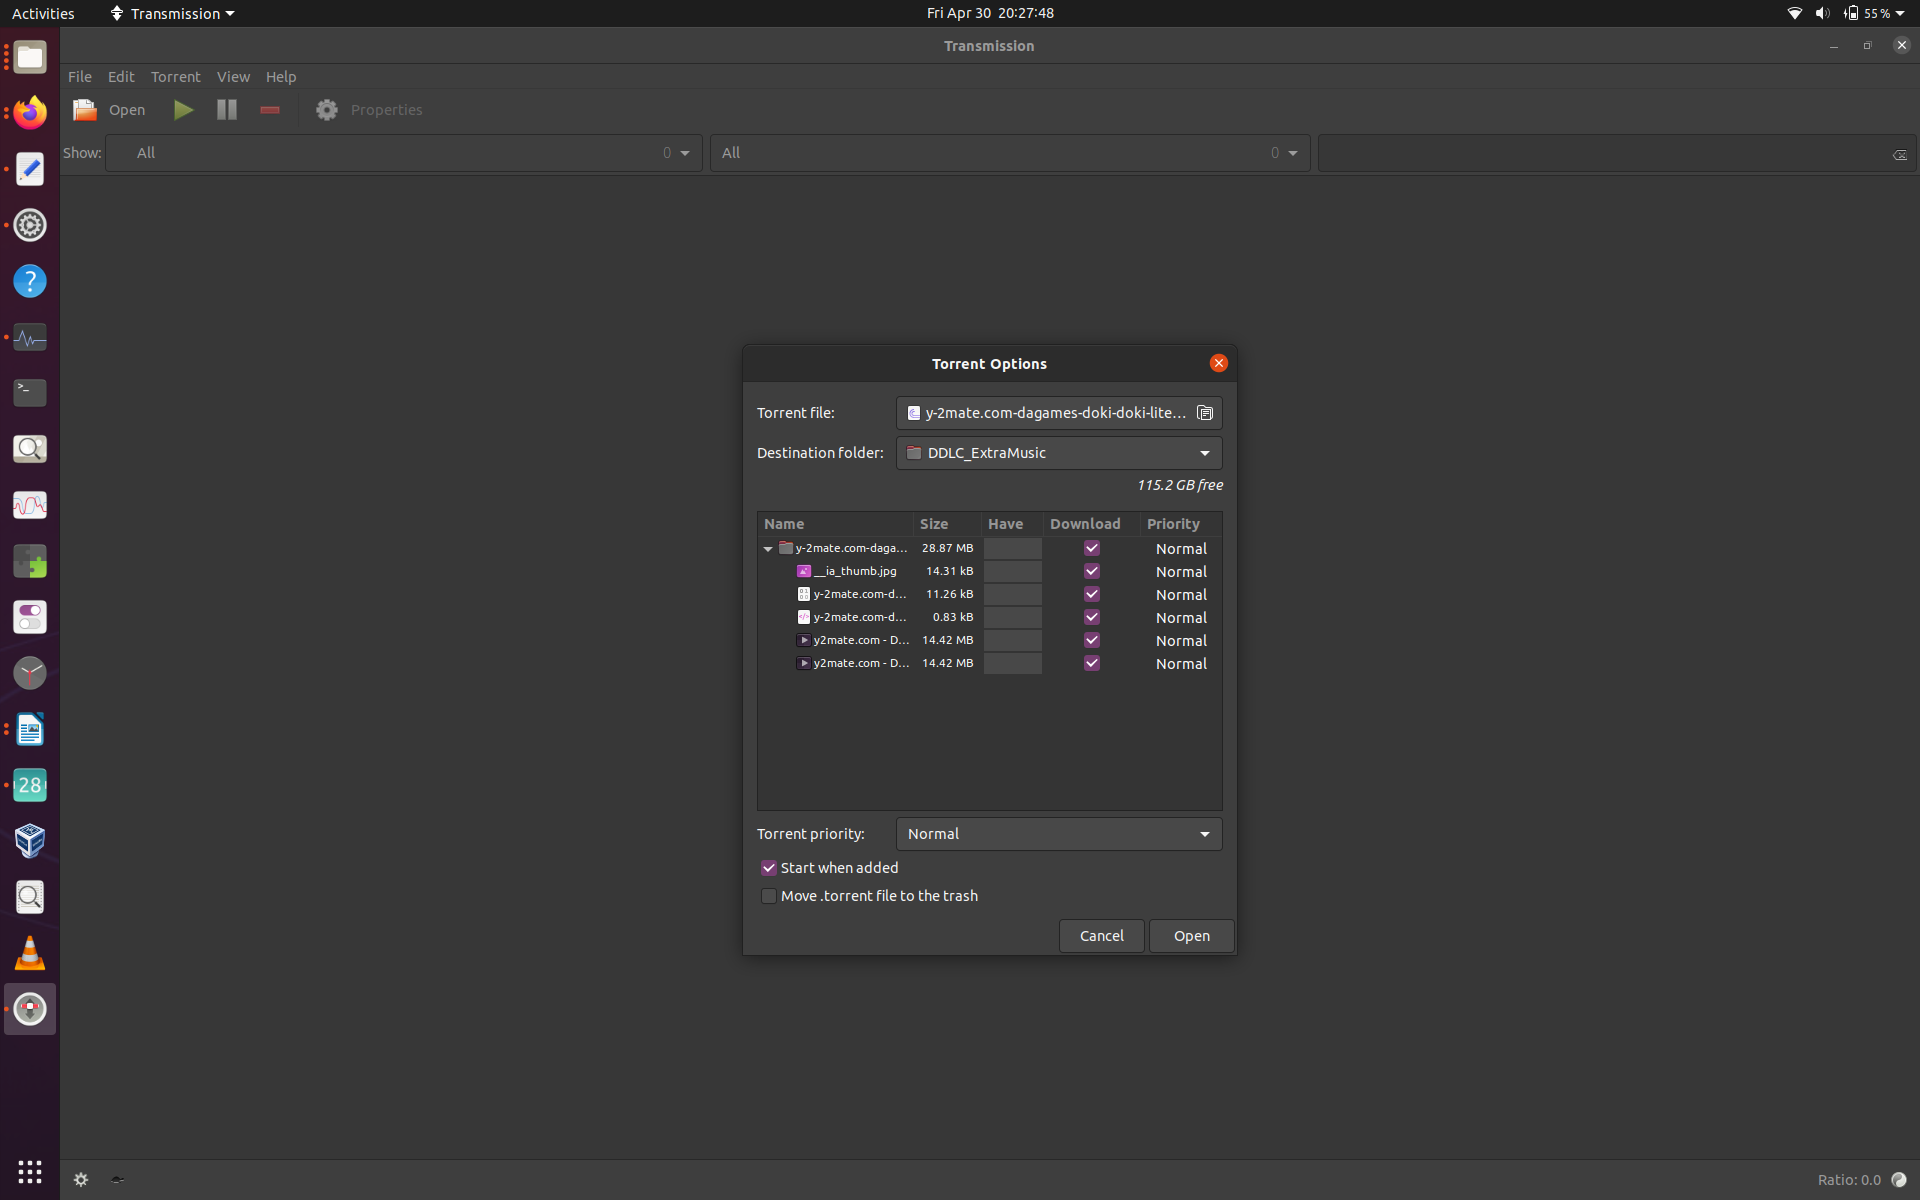 Activities Transmission Fri Apr 30 20:27:48 55 %
Transmission
File Edit Torrent View Help
Open Properties
Show: All 0 All 0
Torrent Options
Torrent file: y-2mate.com-dagames-doki-doki-lite...
Destination folder: DDLC_ExtraMusic
115.2 GB free
Name Size Have Download Priority
y-2mate.com-daga... 28.87 MB Normal
__ia_thumb.jpg 14.31 kB Normal
y-2mate.com-d... 11.26 kB Normal
y-2mate.com-d... 0.83 kB Normal
y2mate.com - D... 14.42 MB Normal
y2mate.com - D... 14.42 MB Normal
Torrent priority: Normal
Start when added
Move .torrent file to the trash
Cancel Open
28
Ratio: 0.0